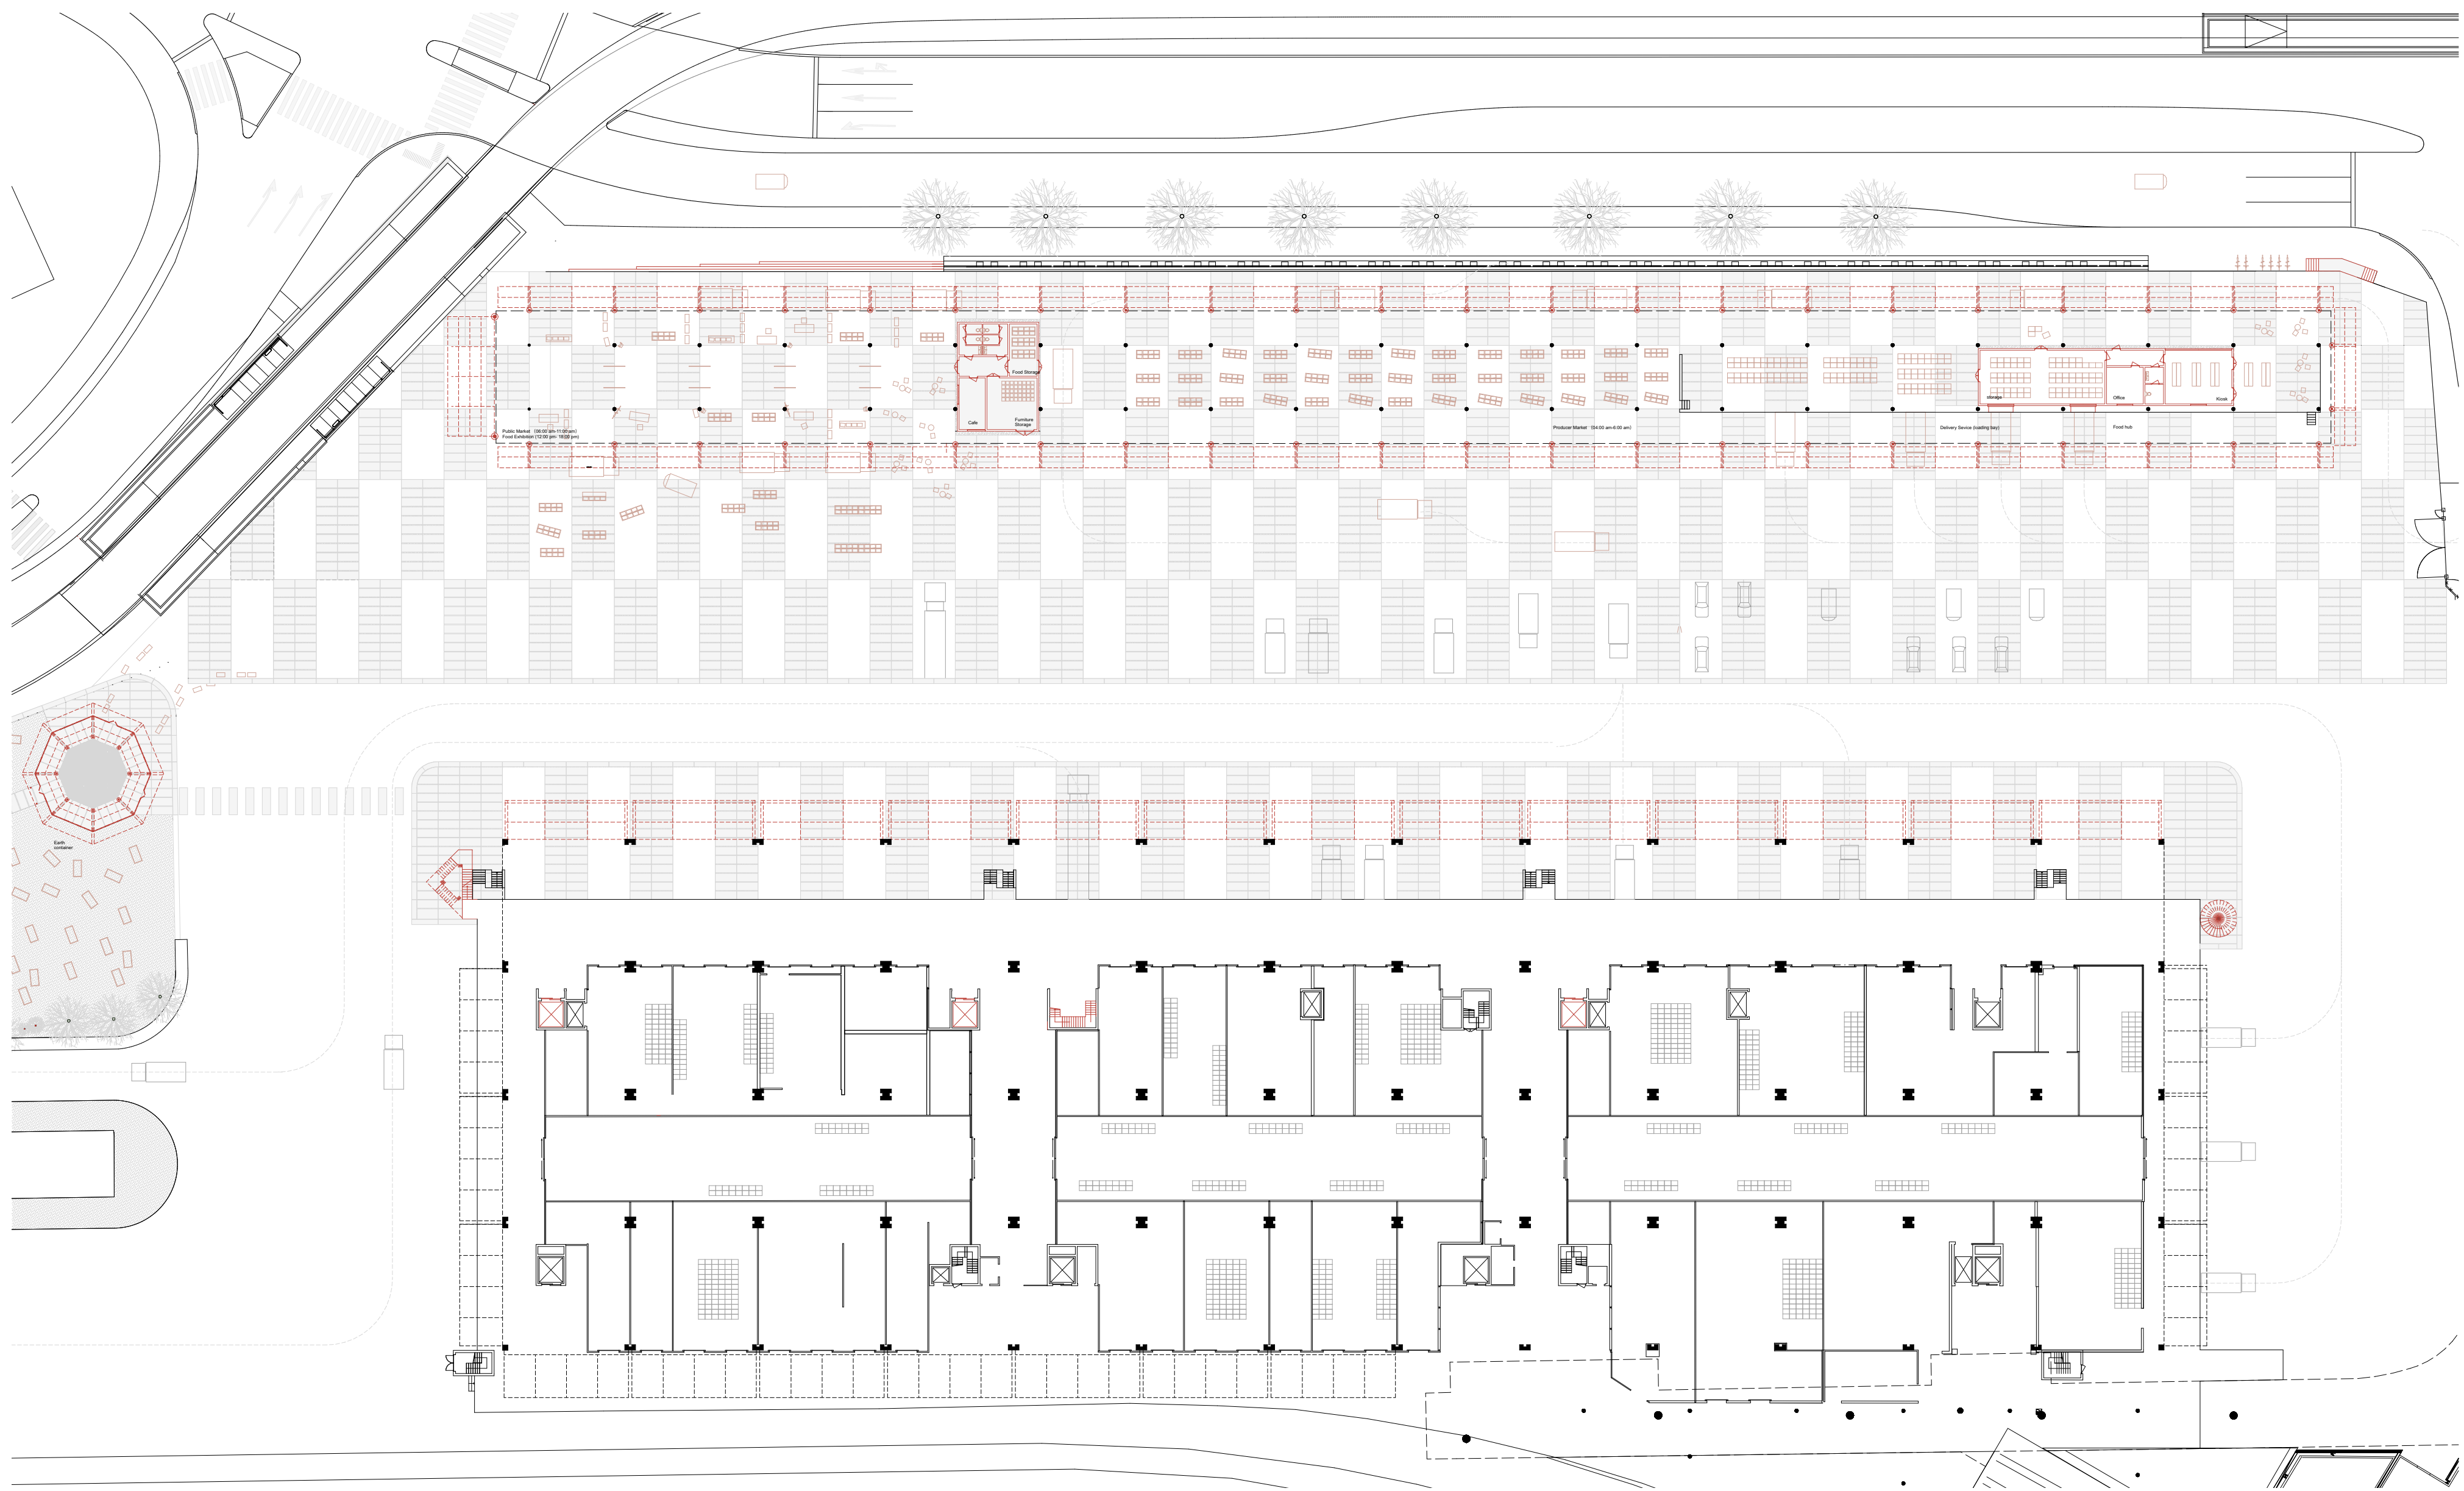 Food Storage
Cafe
Furniture
Storage
Public Market (06:00 am-11:00 am)
Food Exhibition (12:00 pm- 18:00 pm)
Producer Market (04:00 am-6:00 am)
storage
Office
Kiosk
Delivery Savice (loading bay)
Food hub
Earth
container